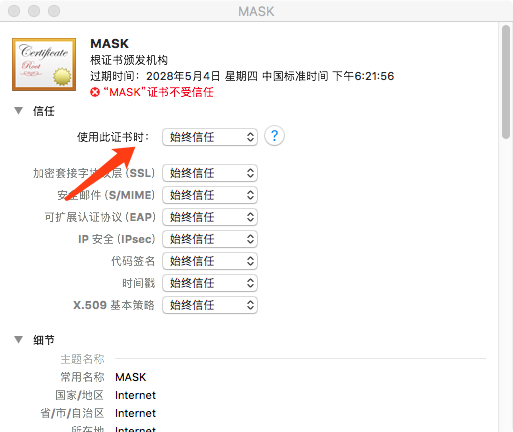 MASK
Certificate
Root
MASK
根证书颁发机构
过期时间：2028年5月4日 星期四 中国标准时间 下午6:21:56
“MASK”证书不受信任
信任
使用此证书时： 始终信任 ?
加密套接字协议层 (SSL) 始终信任
安全邮件 (S/MIME) 始终信任
可扩展认证协议 (EAP) 始终信任
IP 安全 (IPsec) 始终信任
代码签名 始终信任
时间戳 始终信任
X.509 基本策略 始终信任
细节
主题名称
常用名称 MASK
国家/地区 Internet
省/市/自治区 Internet
所在地 Internet